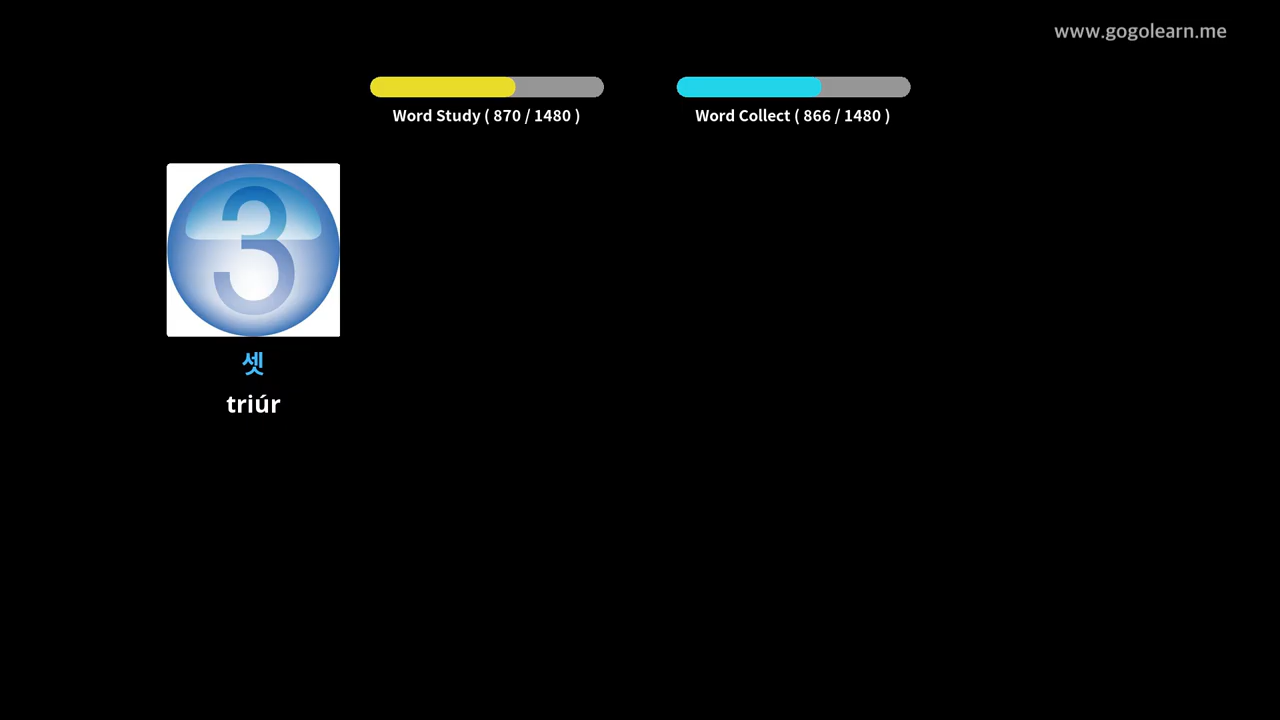 www.gogolearn.me
Word Study ( 870 / 1480 )
Word Collect ( 866 / 1480 )
3
셋
triúr